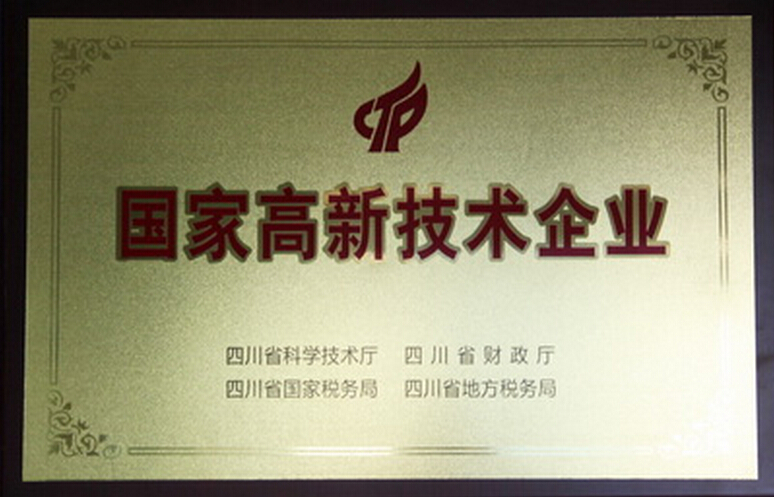 国家高新技术企业
四川省科学技术厅 四川省财政厅
四川省国家税务局 四川省地方税务局